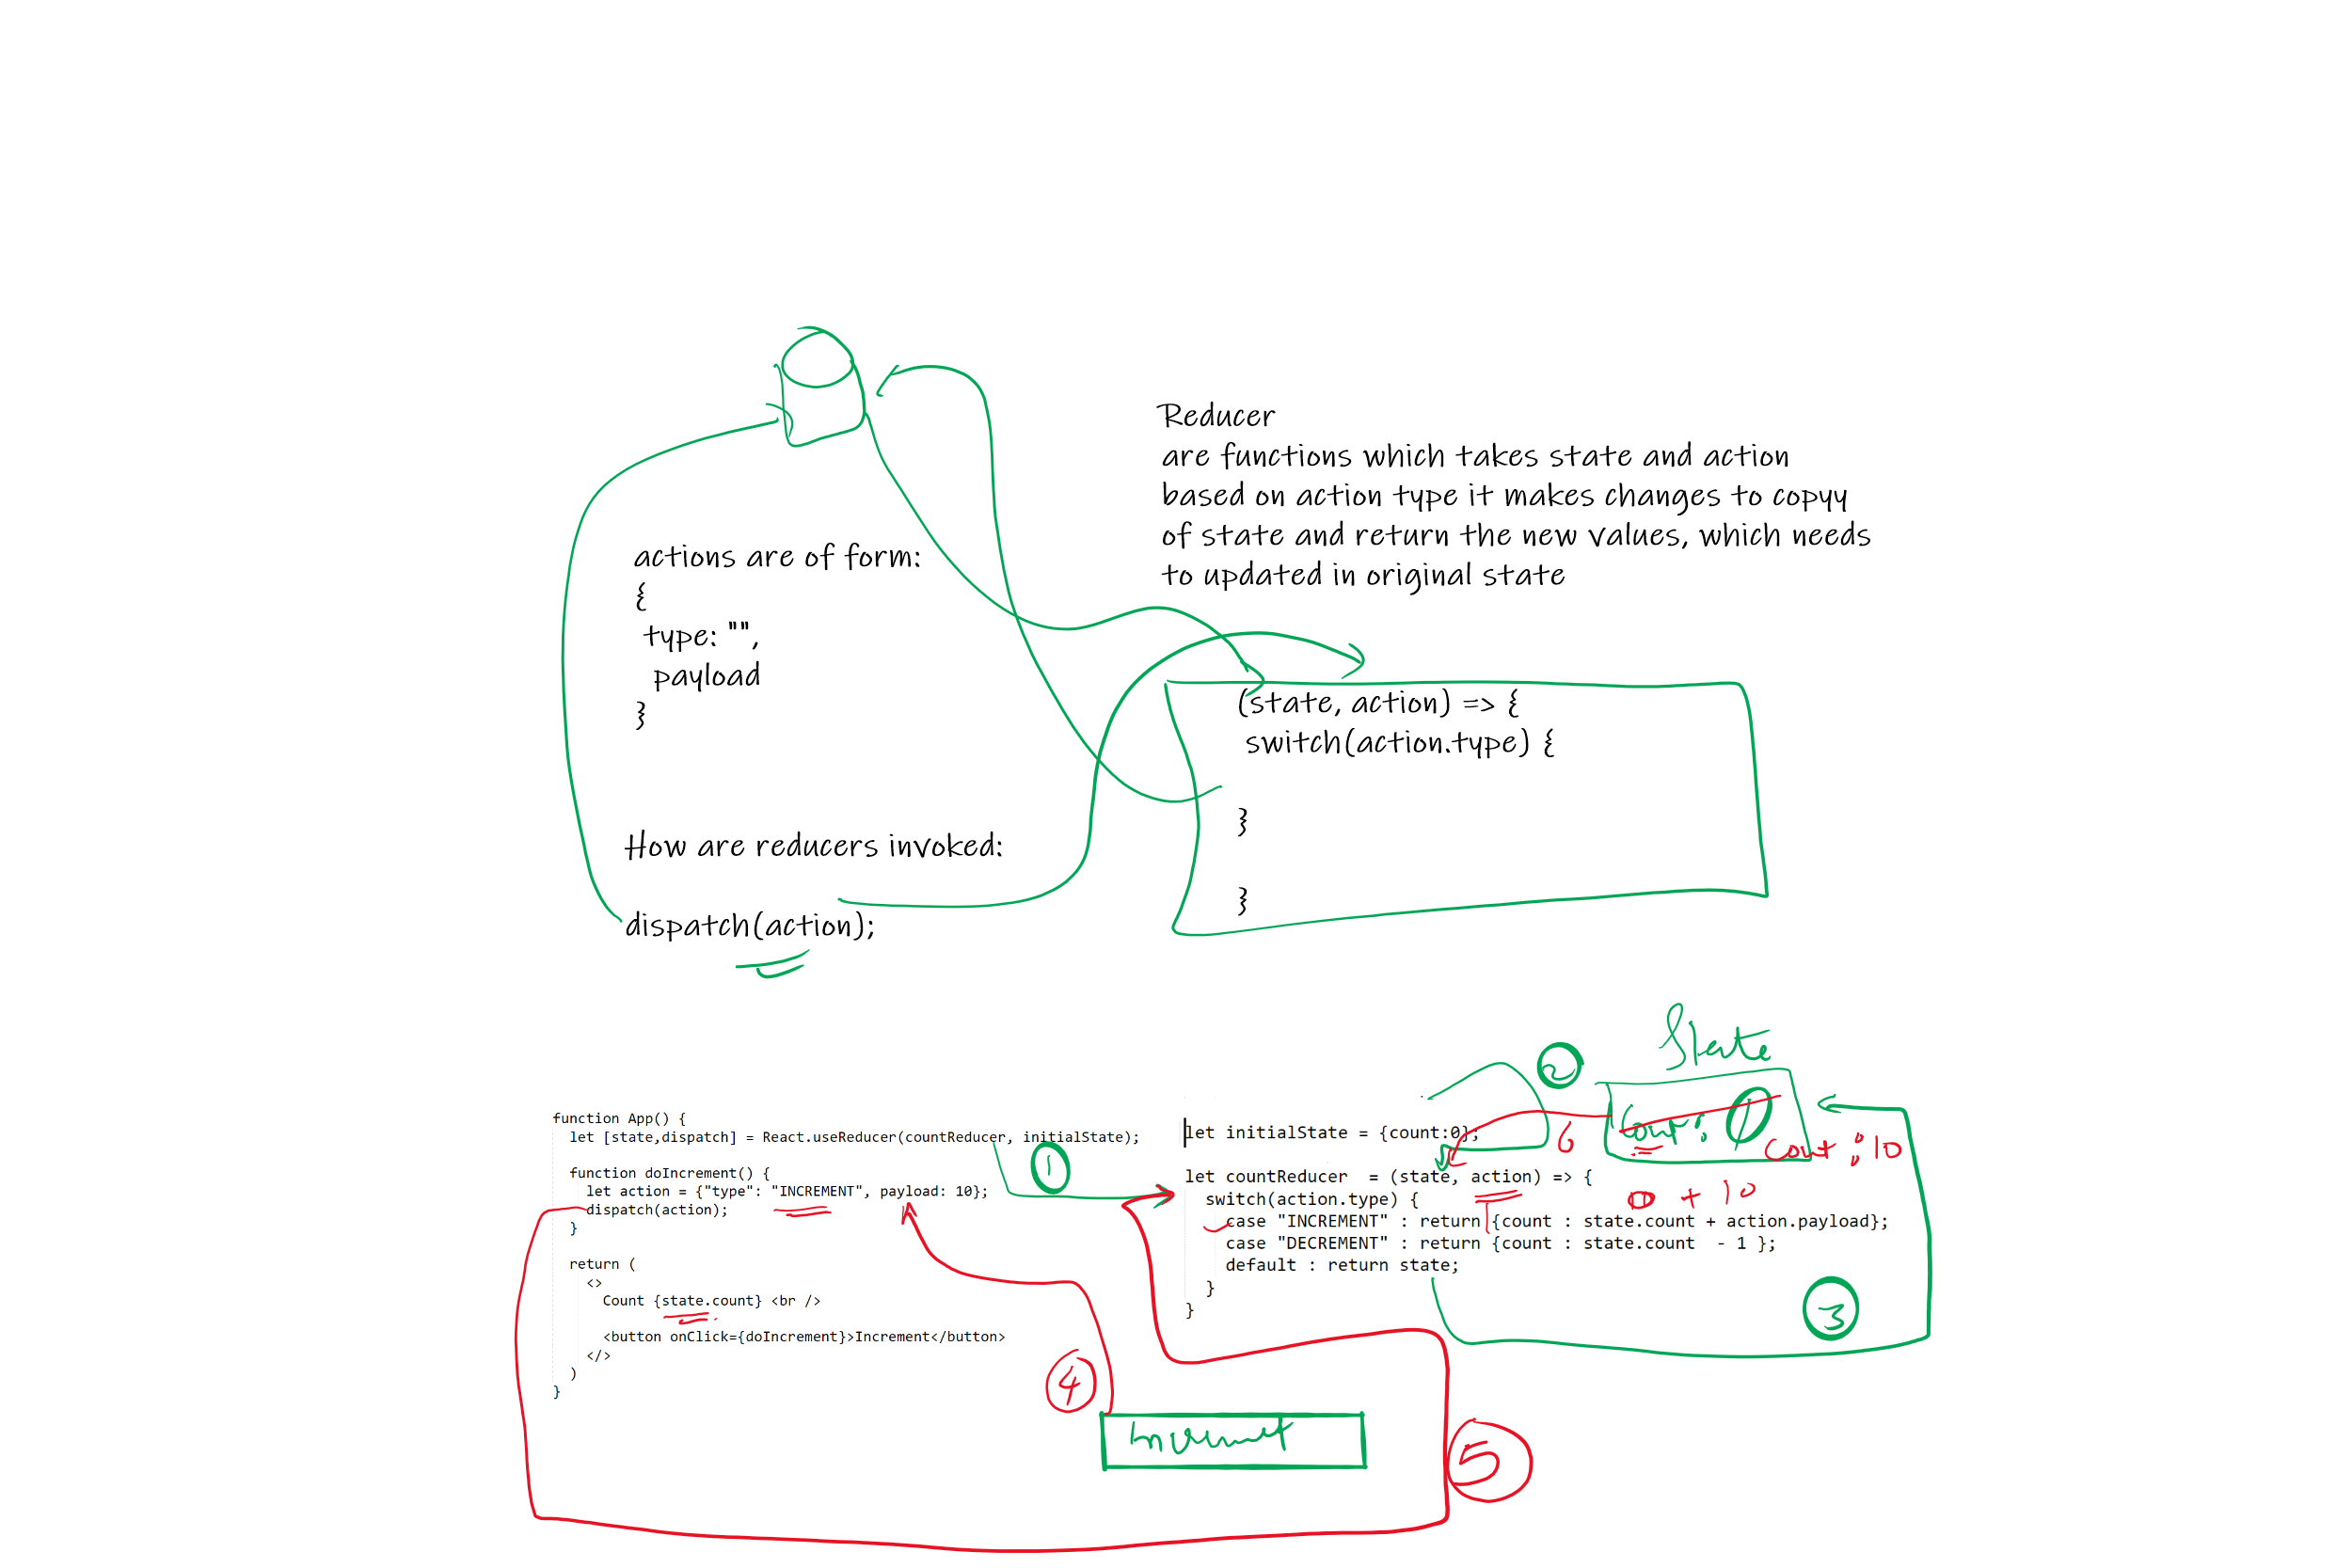 Reducer
are functions which takes state and action
based on action type it makes changes to copyy
of state and return the new values, which needs
to updated in original state
actions are of form:
{
type: "",
payload
}
(state, action) => {
switch(action.type) {
}
}
How are reducers invoked:
dispatch(action);
function App() {
let [state,dispatch] = React.useReducer(countReducer, initialState);
function doIncrement() {
let action = {"type": "INCREMENT", payload: 10};
dispatch(action);
}
return (
<>
Count {state.count} <br />
<button onClick={doIncrement}>Increment</button>
</>
)
}
1
2
State
let initialState = {count:0};
6
Count :
Count : 10
let countReducer = (state, action) => {
0 + 10
switch(action.type) {
case "INCREMENT" : return {count : state.count + action.payload};
case "DECREMENT" : return {count : state.count - 1 };
default : return state;
}
}
3
4
Increment
5